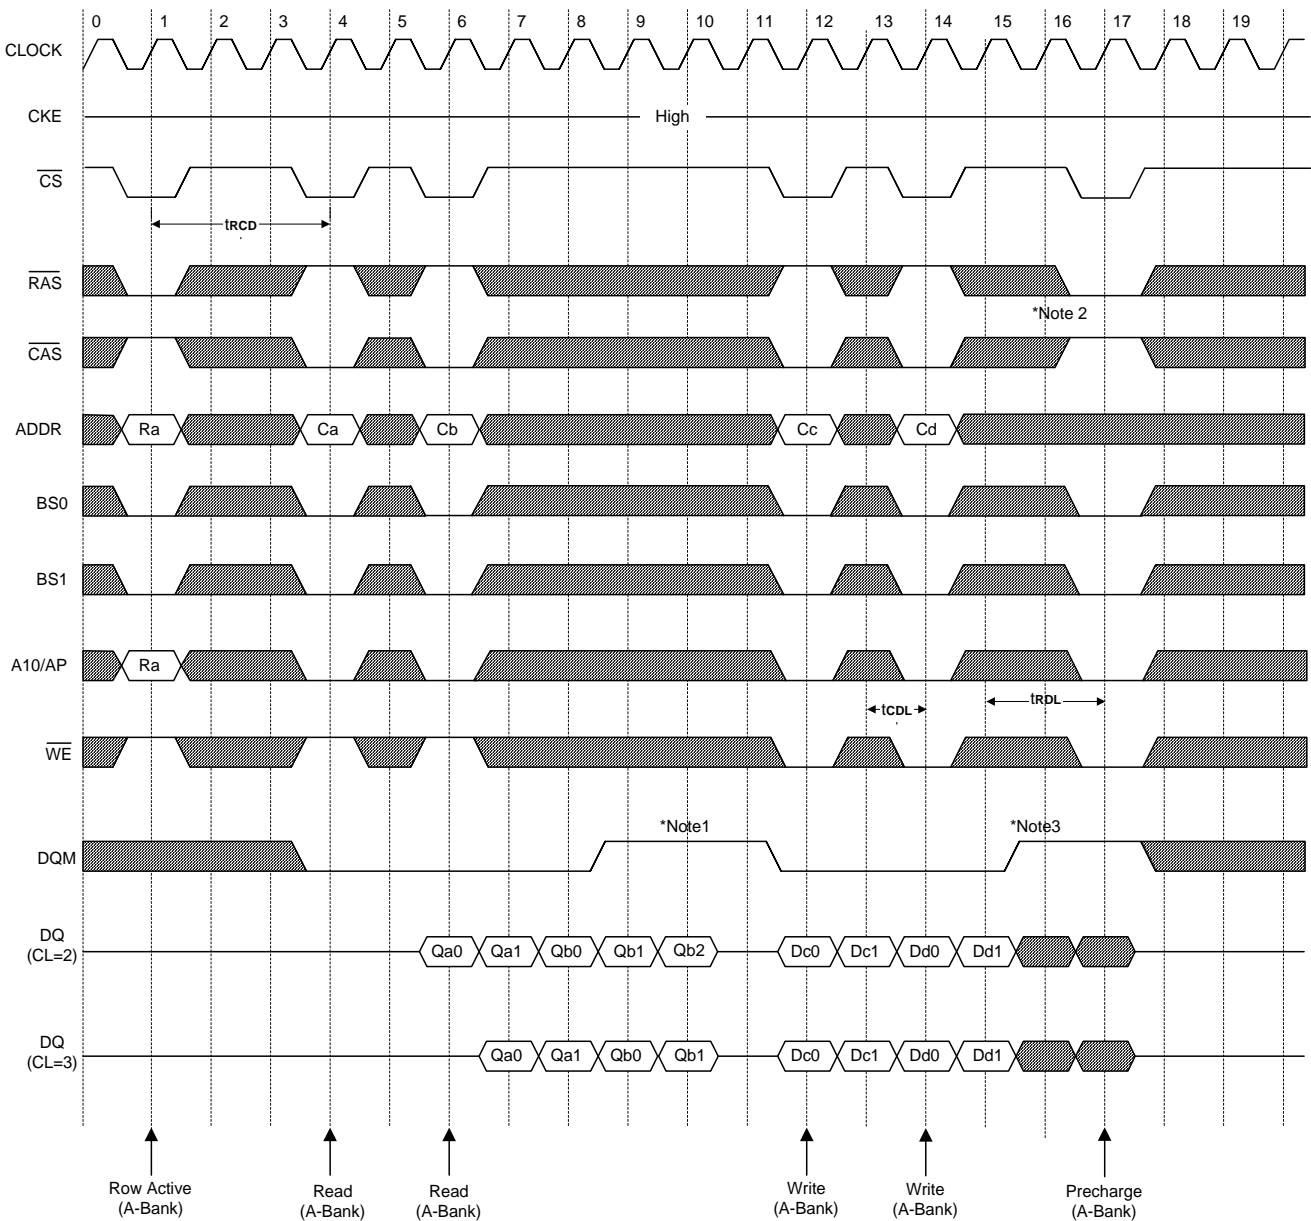 0 1 2 3 4 5 6 7 8 9 10 11 12 13 14 15 16 17 18 19
CLOCK
CKE High
CS
tRCD
RAS
*Note 2
CAS
ADDR Ra Ca Cb Cc Cd
BS0
BS1
A10/AP Ra
tCDL tRDL
WE
*Note1 *Note3
DQM
DQ
(CL=2) Qa0 Qa1 Qb0 Qb1 Qb2 Dc0 Dc1 Dd0 Dd1
DQ
(CL=3) Qa0 Qa1 Qb0 Qb1 Dc0 Dc1 Dd0 Dd1
Row Active
(A-Bank)
Read
(A-Bank)
Read
(A-Bank)
Write
(A-Bank)
Write
(A-Bank)
Precharge
(A-Bank)